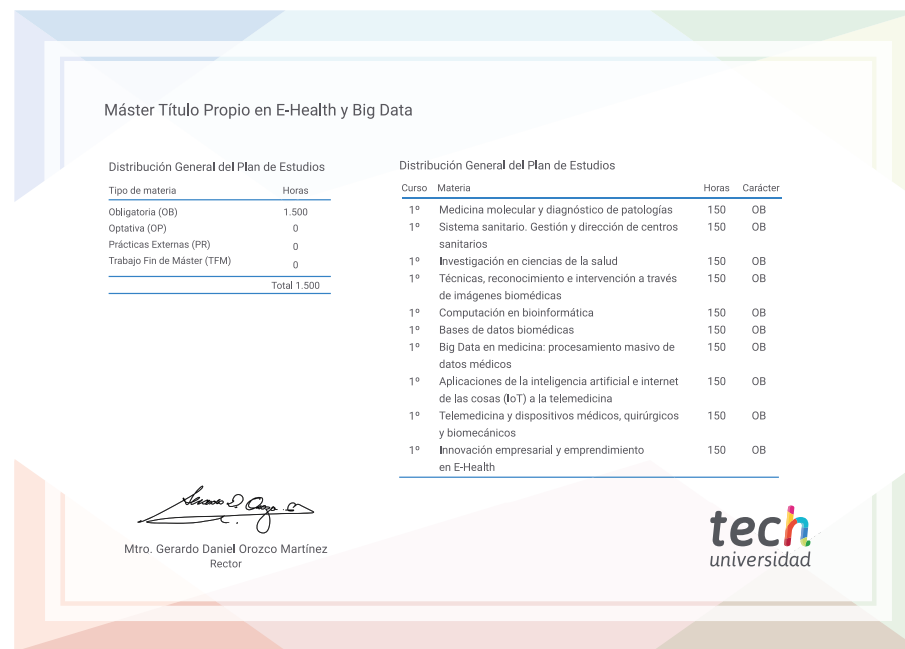 Máster Título Propio en E-Health y Big Data
Distribución General del Plan de Estudios
Tipo de materia Horas
Obligatoria (OB) 1.500
Optativa (OP) 0
Prácticas Externas (PR) 0
Trabajo Fin de Máster (TFM) 0
Total 1.500
Distribución General del Plan de Estudios
Curso Materia Horas Carácter
1º Medicina molecular y diagnóstico de patologías 150 OB
1º Sistema sanitario. Gestión y dirección de centros 150 OB
sanitarios
1º Investigación en ciencias de la salud 150 OB
1º Técnicas, reconocimiento e intervención a través 150 OB
de imágenes biomédicas
1º Computación en bioinformática 150 OB
1º Bases de datos biomédicas 150 OB
1º Big Data en medicina: procesamiento masivo de 150 OB
datos médicos
1º Aplicaciones de la inteligencia artificial e internet 150 OB
de las cosas (IoT) a la telemedicina
1º Telemedicina y dispositivos médicos, quirúrgicos 150 OB
y biomecánicos
1º Innovación empresarial y emprendimiento 150 OB
en E-Health
Mtro. Gerardo Daniel Orozco Martínez
Rector
tech
universidad